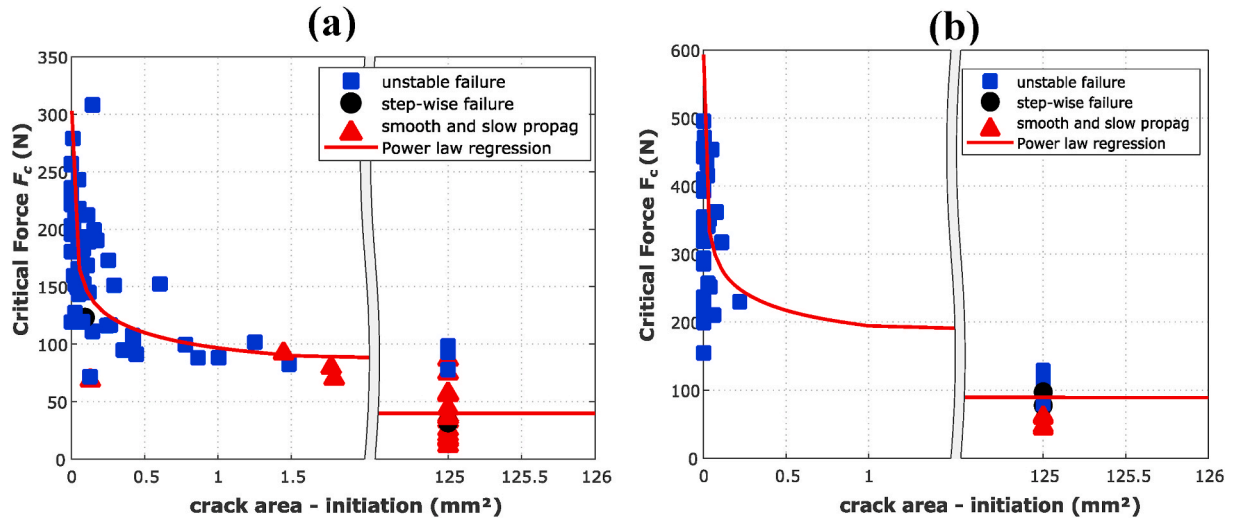 (a)
350
300
250
200
150
100
50
0
Critical Force F_c (N)
unstable failure
step-wise failure
smooth and slow propag
Power law regression
0
0.5
1
1.5
125
125.5
126
crack area - initiation (mm²)
(b)
600
500
400
300
200
100
0
Critical Force F_c (N)
unstable failure
step-wise failure
smooth and slow propag
Power law regression
0
0.5
1
125
125.5
126
crack area - initiation (mm²)